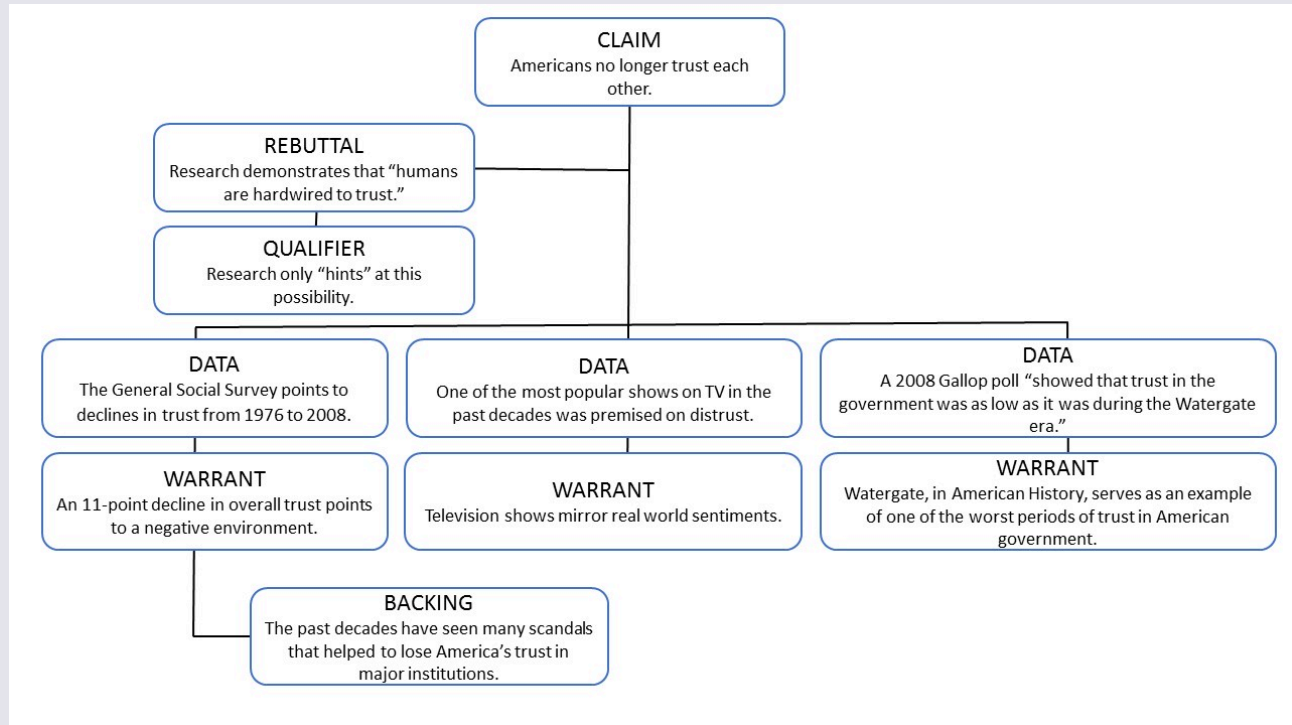 CLAIM
Americans no longer trust each
other.
REBUTTAL
Research demonstrates that “humans
are hardwired to trust.”
QUALIFIER
Research only “hints” at this
possibility.
DATA
The General Social Survey points to
declines in trust from 1976 to 2008.
DATA
One of the most popular shows on TV in the
past decades was premised on distrust.
DATA
A 2008 Gallop poll “showed that trust in the
government was as low as it was during the Watergate
era.”
WARRANT
An 11-point decline in overall trust points
to a negative environment.
WARRANT
Television shows mirror real world sentiments.
WARRANT
Watergate, in American History, serves as an example
of one of the worst periods of trust in American
government.
BACKING
The past decades have seen many scandals
that helped to lose America’s trust in
major institutions.